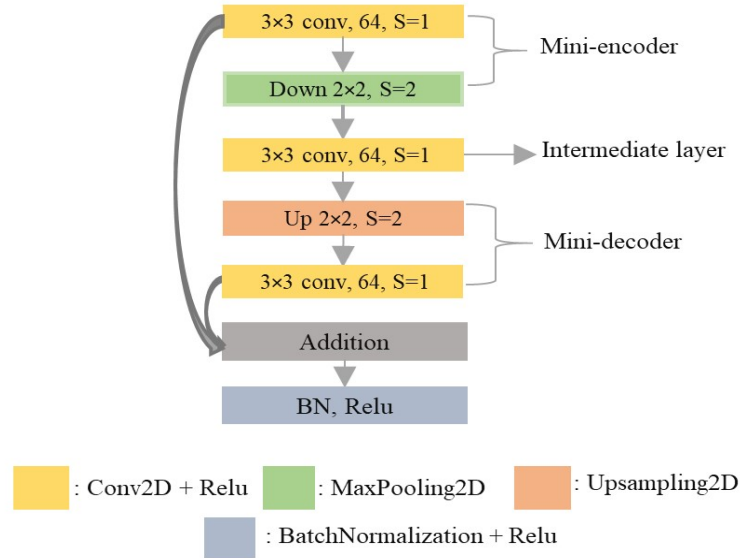 3×3 conv, 64, S=1
Mini-encoder
Down 2×2, S=2
3×3 conv, 64, S=1
Intermediate layer
Up 2×2, S=2
Mini-decoder
3×3 conv, 64, S=1
Addition
BN, Relu
: Conv2D + Relu
: MaxPooling2D
: Upsampling2D
: BatchNormalization + Relu